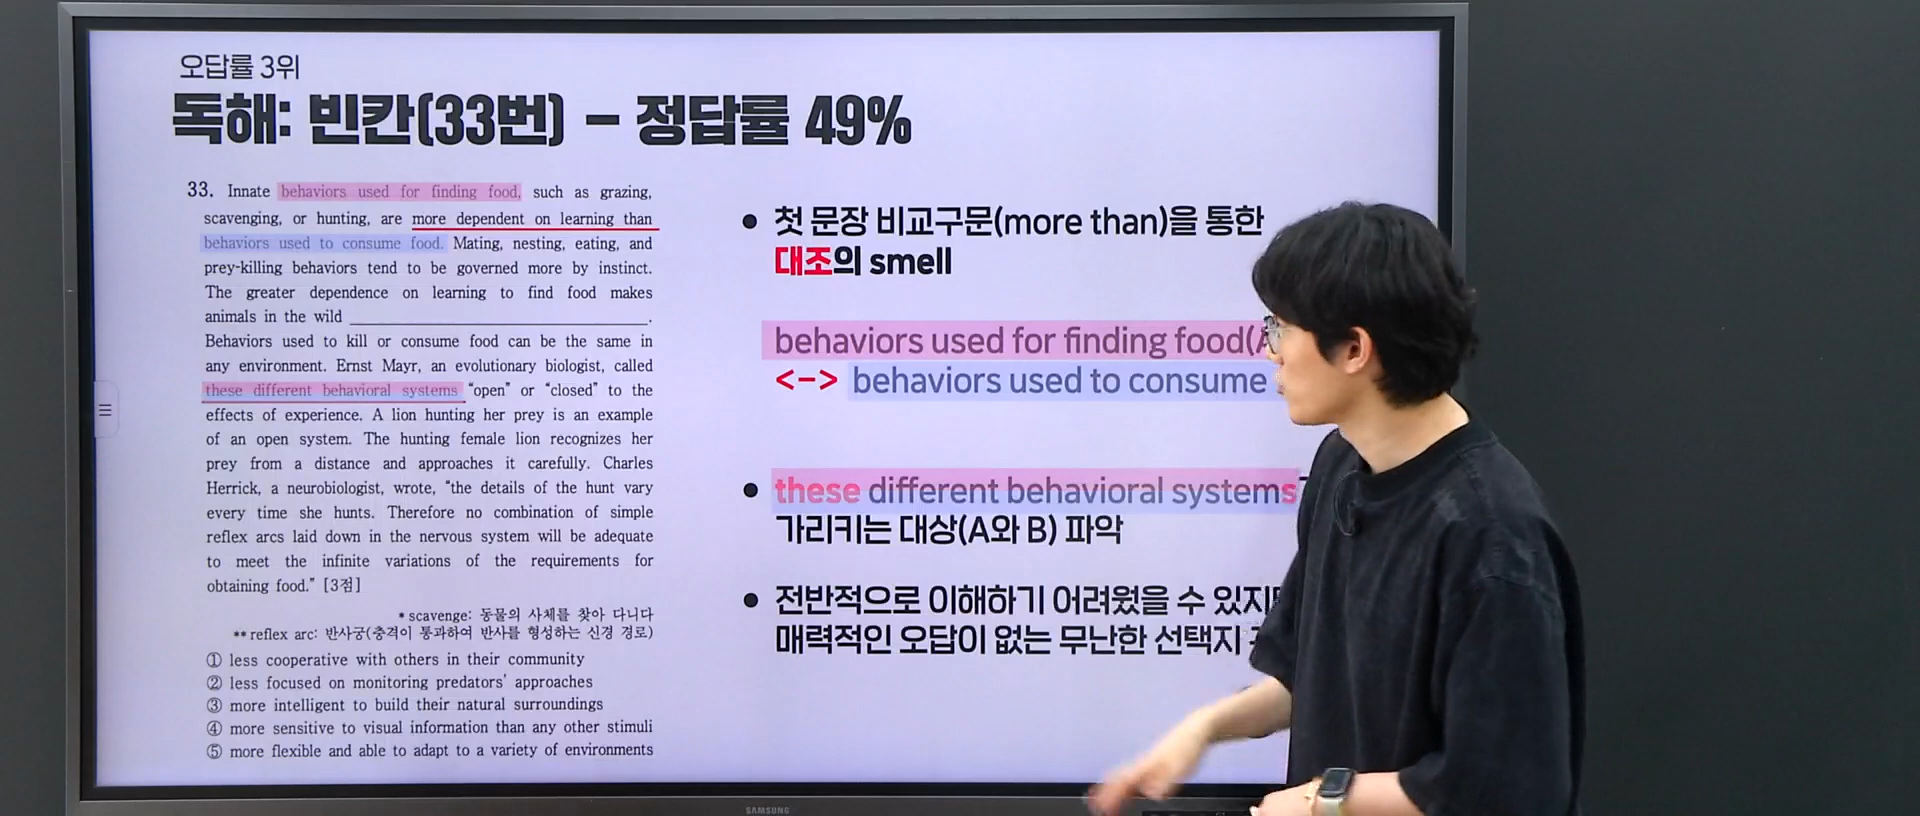 오답률 3위
독해: 빈칸(33번) – 정답률 49%
33. Innate behaviors used for finding food, such as grazing,
scavenging, or hunting, are more dependent on learning than
behaviors used to consume food. Mating, nesting, eating, and
prey-killing behaviors tend to be governed more by instinct.
The greater dependence on learning to find food makes
animals in the wild ____________________.
Behaviors used to kill or consume food can be the same in
any environment. Ernst Mayr, an evolutionary biologist, called
these different behavioral systems “open” or “closed” to the
effects of experience. A lion hunting her prey is an example
of an open system. The hunting female lion recognizes her
prey from a distance and approaches it carefully. Charles
Herrick, a neurobiologist, wrote, “the details of the hunt vary
every time she hunts. Therefore no combination of simple
reflex arcs laid down in the nervous system will be adequate
to meet the infinite variations of the requirements for
obtaining food.” [3점]
* scavenge: 동물의 사체를 찾아 다니다
** reflex arc: 반사궁(충격이 통과하여 반사를 형성하는 신경 경로)
① less cooperative with others in their community
② less focused on monitoring predators’ approaches
③ more intelligent to build their natural surroundings
④ more sensitive to visual information than any other stimuli
⑤ more flexible and able to adapt to a variety of environments
● 첫 문장 비교구문(more than)을 통한
대조의 smell
behaviors used for finding food(
<-> behaviors used to consume
● these different behavioral systems
가리키는 대상(A와 B) 파악
● 전반적으로 이해하기 어려웠을 수 있지
매력적인 오답이 없는 무난한 선택지
SAMSUNG